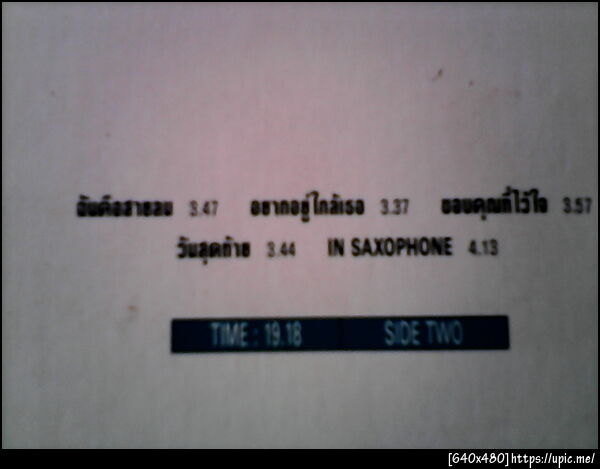 ฉันคือสายลม 3.47 อยากอยู่ใกล้เธอ 3.37 ขอบคุณที่ไว้ใจ 3.57
วันสุดท้าย 3.44 IN SAXOPHONE 4.13
TIME : 19.18 SIDE TWO
[640x480]https://upic.me/